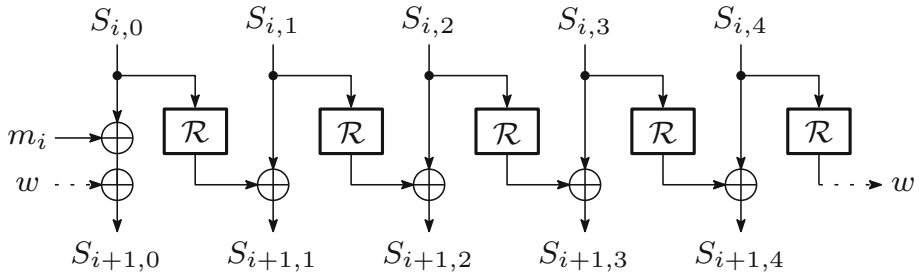 S_{i,0} S_{i,1} S_{i,2} S_{i,3} S_{i,4}
m_i R R R R R
w w
S_{i+1,0} S_{i+1,1} S_{i+1,2} S_{i+1,3} S_{i+1,4}